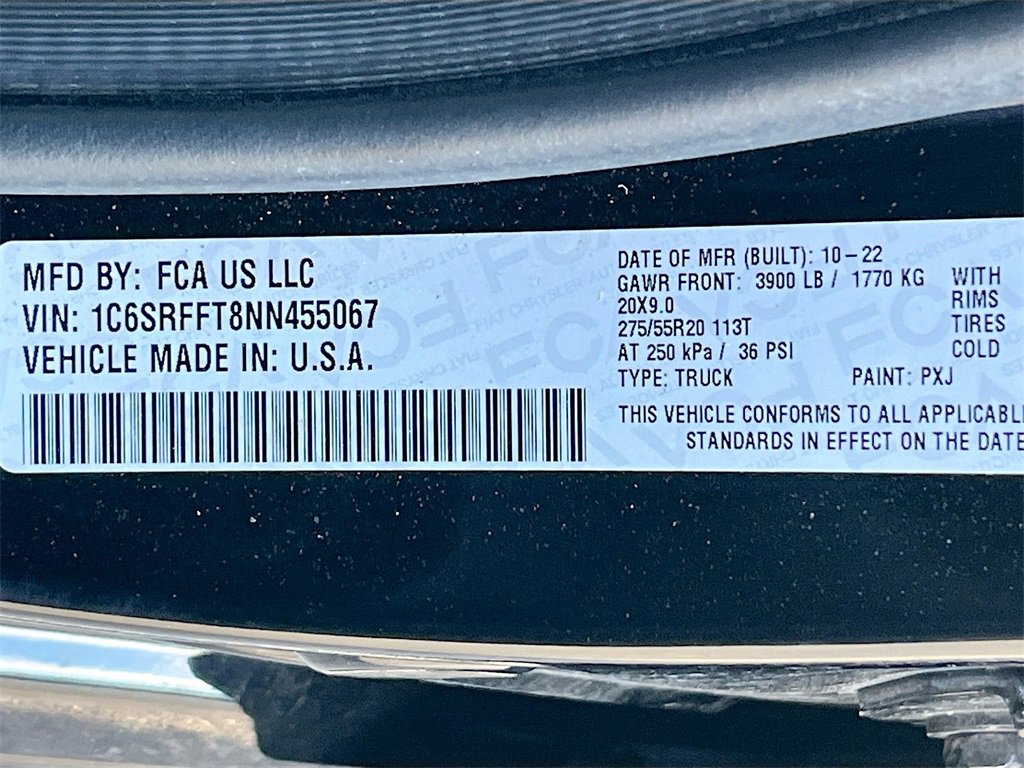 MFD BY: FCA US LLC
VIN: 1C6SRFFT8NN455067
VEHICLE MADE IN: U.S.A.
DATE OF MFR (BUILT): 10-22
GAWR FRONT: 3900 LB / 1770 KG WITH
20X9.0 RIMS
275/55R20 113T TIRES
AT 250 kPa / 36 PSI COLD
TYPE: TRUCK PAINT: PXJ
THIS VEHICLE CONFORMS TO ALL APPLICABLE
STANDARDS IN EFFECT ON THE DATE